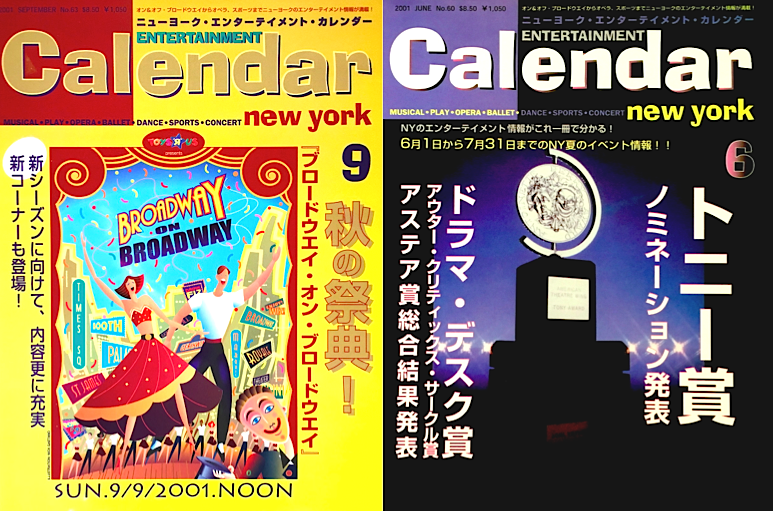 2001 SEPTEMBER No.63 $8.50 ¥1,050
オン&オフ・ブロードウエイからオペラ、スポーツまでニューヨークのエンターテイメント情報が満載!
ニューヨーク・エンターテイメント・カレンダー
ENTERTAINMENT
Calendar
new york
MUSICAL・PLAY・OPERA・BALLET・DANCE・SPORTS・CONCERT
9
TOYS"R"US
presents
BROADWAY
ON
BROADWAY
TIMES SQ
100TH
ST. JAMES
BROADWAY
THEATER
秋の祭典!
『ブロードウエイ・オン・ブロードウエイ』
新シーズンに向けて、内容更に充実
新コーナーも登場!
SUN.9/9/2001.NOON
2001 JUNE No.60 $8.50 ¥1,050
オン&オフ・ブロードウエイからオペラ、スポーツまでニューヨークのエンターテイメント情報が満載!
ニューヨーク・エンターテイメント・カレンダー
ENTERTAINMENT
Calendar
new york
MUSICAL・PLAY・OPERA・BALLET・DANCE・SPORTS・CONCERT
NYのエンターテイメント情報がこれ一冊で分かる!
6月1日から7月31日までのNY夏のイベント情報!!
6
トニー賞
ノミネーション発表
ドラマ・デスク賞
アウター・クリティックス・サークル賞
アステア賞総合結果発表